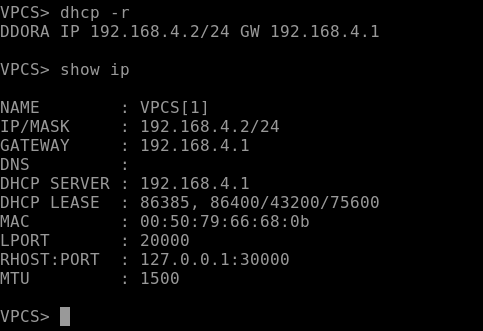 VPCS> dhcp -r
DDORA IP 192.168.4.2/24 GW 192.168.4.1
VPCS> show ip
NAME        : VPCS[1]
IP/MASK     : 192.168.4.2/24
GATEWAY     : 192.168.4.1
DNS         :
DHCP SERVER : 192.168.4.1
DHCP LEASE  : 86385, 86400/43200/75600
MAC         : 00:50:79:66:68:0b
LPORT       : 20000
RHOST:PORT  : 127.0.0.1:30000
MTU         : 1500
VPCS>